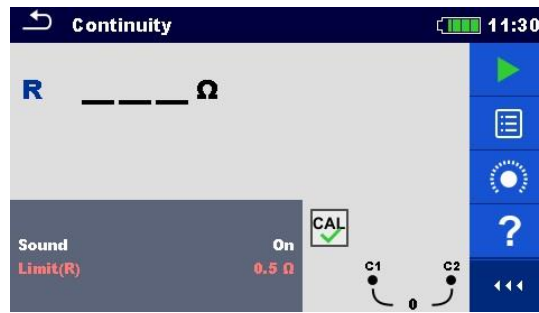 Continuity 11:30
R ___ Ω
?
CAL
Sound On
Limit(R) 0.5 Ω
C1 C2
0